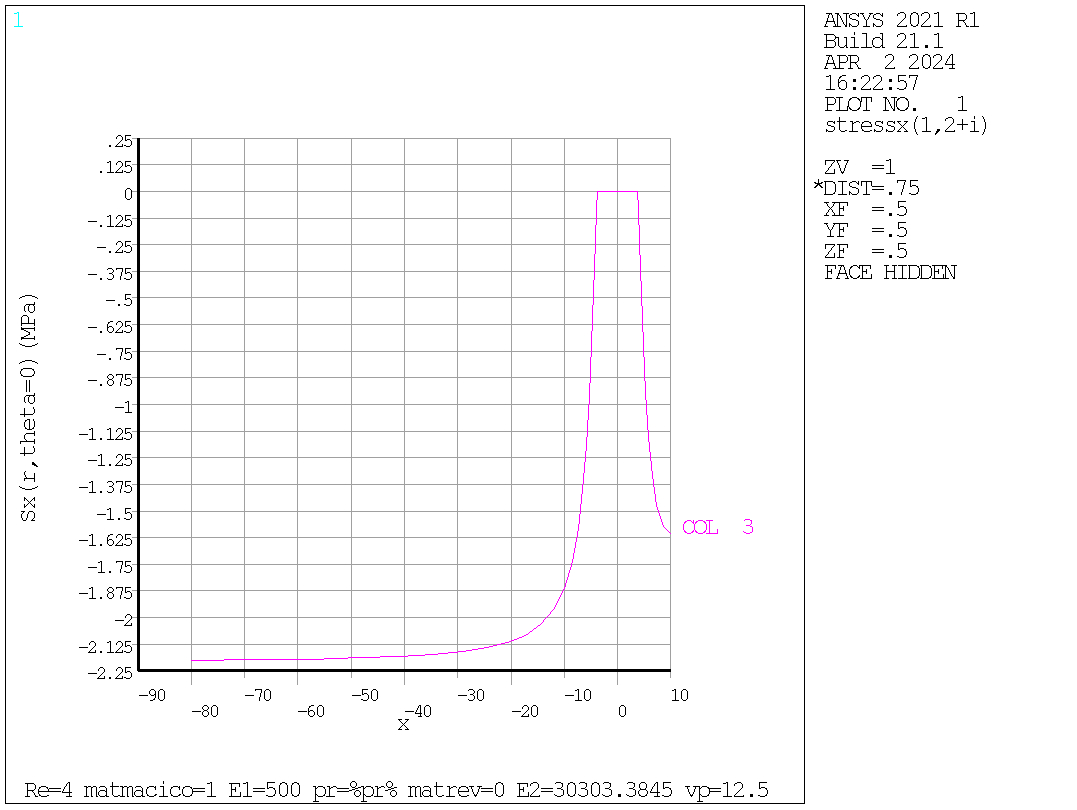 1
ANSYS 2021 R1
Build 21.1
APR  2 2024
16:22:57
PLOT NO.   1
stressx(1,2+i)
ZV  =1
*DIST=.75
XF  =.5
YF  =.5
ZF  =.5
FACE HIDDEN
Sx(r,theta=0)(MPa)
.25
.125
0
-.125
-.25
-.375
-.5
-.625
-.75
-.875
-1
-1.125
-1.25
-1.375
-1.5
-1.625
-1.75
-1.875
-2
-2.125
-2.25
COL  3
-90 -70 -50 -30 -10 10
-80 -60 -40 -20 0
X
Re=4 matmacico=1 E1=500 pr=%pr% matrev=0 E2=30303.3845 vp=12.5